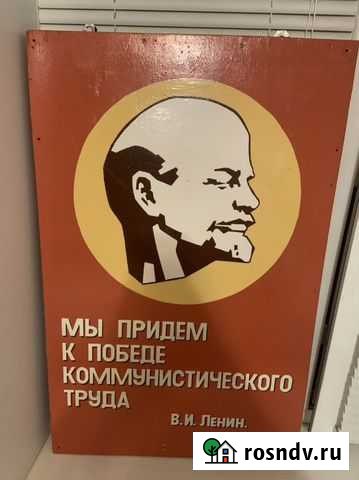 МЫ ПРИДЕМ
К ПОБЕДЕ
КОММУНИСТИЧЕСКОГО
ТРУДА
В.И. ЛЕНИН.
rosndv.ru